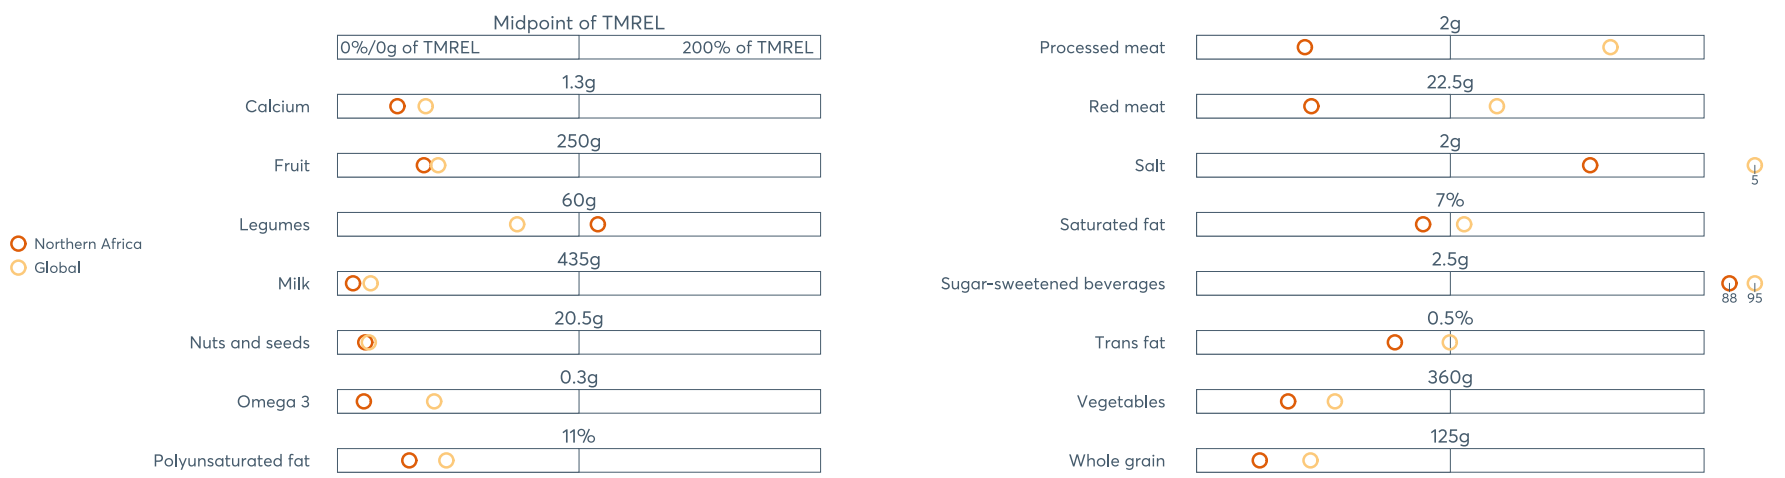 Midpoint of TMREL
0%/0g of TMREL 200% of TMREL
1.3g
Calcium
250g
Fruit
60g
Legumes
435g
Milk
20.5g
Nuts and seeds
0.3g
Omega 3
11%
Polyunsaturated fat
Northern Africa
Global
2g
Processed meat
22.5g
Red meat
2g
Salt
5
7%
Saturated fat
2.5g
Sugar-sweetened beverages
88 95
0.5%
Trans fat
360g
Vegetables
125g
Whole grain